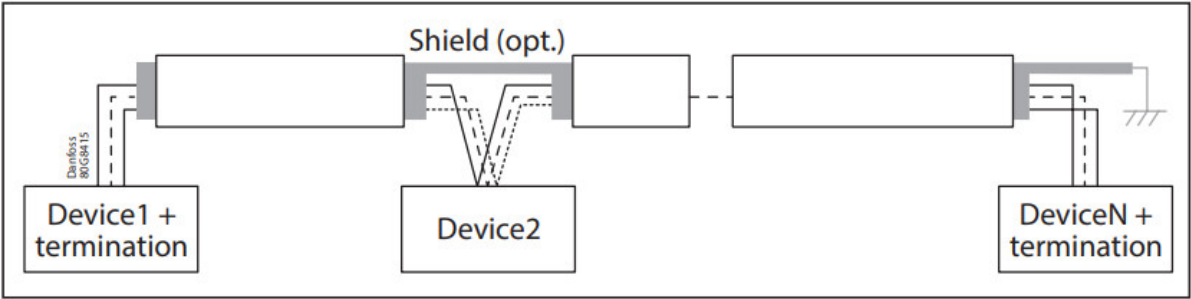 Shield (opt.)
Danfoss
80G8415
Device1 +
termination
Device2
DeviceN +
termination